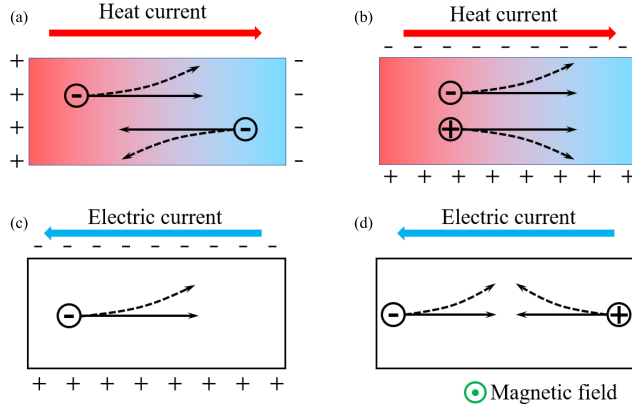 (a)
Heat current
(b)
Heat current
(c)
Electric current
(d)
Electric current
Magnetic field